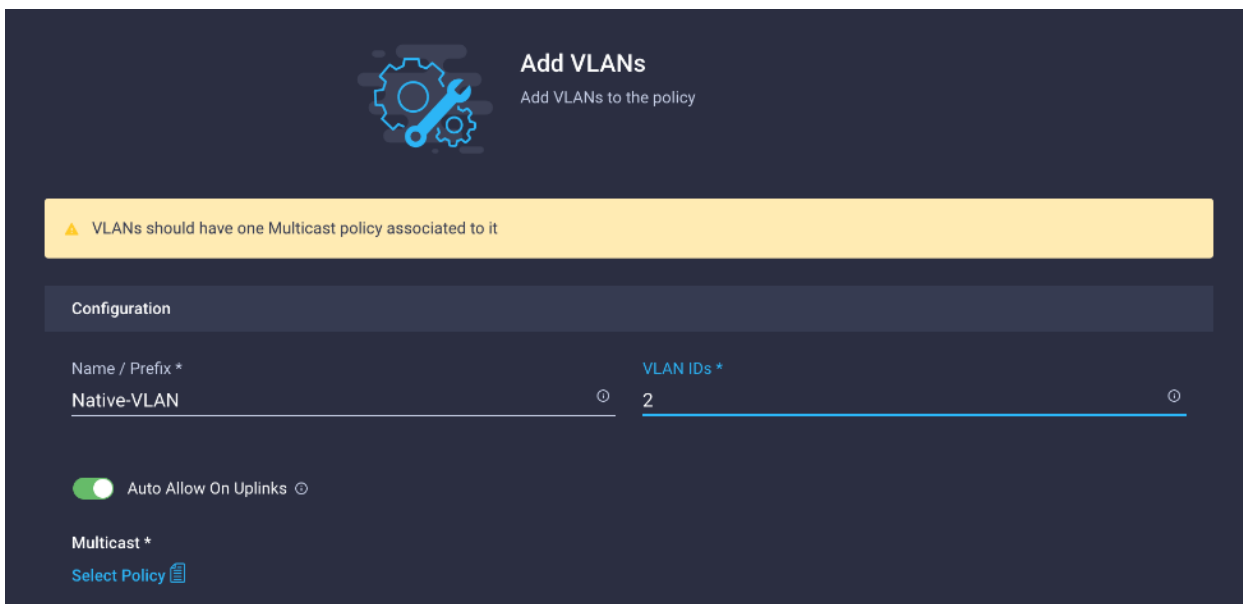 Add VLANs
Add VLANs to the policy
VLANs should have one Multicast policy associated to it
Configuration
Name / Prefix *
VLAN IDs *
Native-VLAN
2
Auto Allow On Uplinks
Multicast *
Select Policy